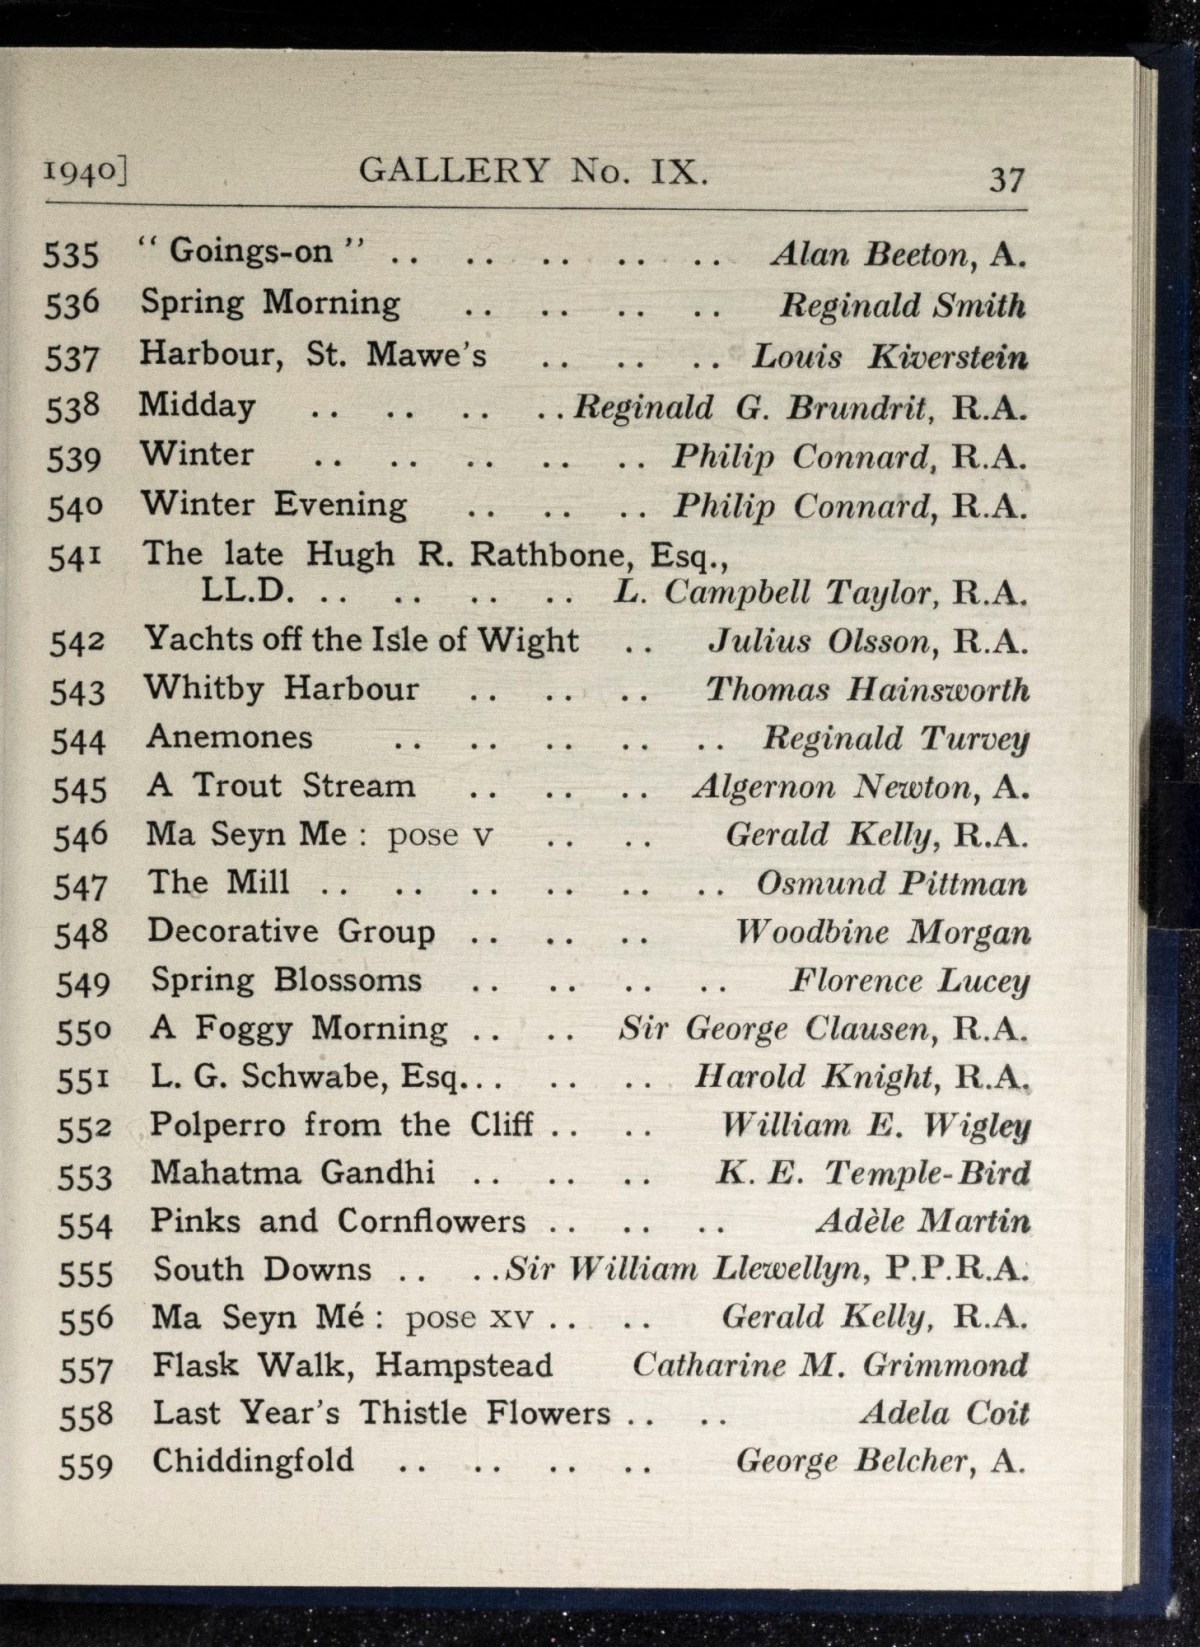 1940] GALLERY No. IX. 37
535 “ Goings-on ” .. .. .. .. .. Alan Beeton, A.
536 Spring Morning .. .. .. .. Reginald Smith
537 Harbour, St. Mawe’s .. .. .. Louis Kiverstein
538 Midday .. .. .. .. Reginald G. Brundrit, R.A.
539 Winter .. .. .. .. .. Philip Connard, R.A.
540 Winter Evening .. .. .. Philip Connard, R.A.
541 The late Hugh R. Rathbone, Esq.,
LL.D. .. .. .. .. L. Campbell Taylor, R.A.
542 Yachts off the Isle of Wight .. Julius Olsson, R.A.
543 Whitby Harbour .. .. .. Thomas Hainsworth
544 Anemones .. .. .. .. .. Reginald Turvey
545 A Trout Stream .. .. .. Algernon Newton, A.
546 Ma Seyn Me : pose v .. .. Gerald Kelly, R.A.
547 The Mill .. .. .. .. .. .. Osmund Pittman
548 Decorative Group .. .. .. Woodbine Morgan
549 Spring Blossoms .. .. .. .. Florence Lucey
550 A Foggy Morning .. .. Sir George Clausen, R.A.
551 L. G. Schwabe, Esq... .. .. Harold Knight, R.A.
552 Polperro from the Cliff .. .. William E. Wigley
553 Mahatma Gandhi .. .. .. K. E. Temple-Bird
554 Pinks and Cornflowers .. .. .. Adèle Martin
555 South Downs .. .. Sir William Llewellyn, P.P.R.A.
556 Ma Seyn Mé : pose xv .. .. Gerald Kelly, R.A.
557 Flask Walk, Hampstead Catharine M. Grimmond
558 Last Year’s Thistle Flowers .. .. Adela Coit
559 Chiddingfold .. .. .. .. George Belcher, A.